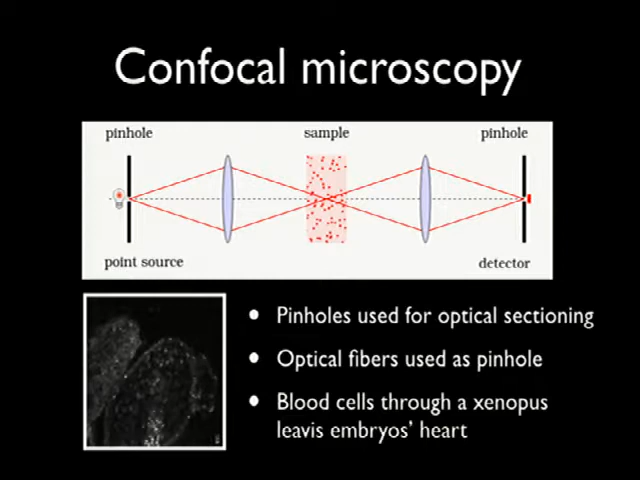 Confocal microscopy
pinhole sample pinhole
point source detector
• Pinholes used for optical sectioning
• Optical fibers used as pinhole
• Blood cells through a xenopus
leavis embryos' heart